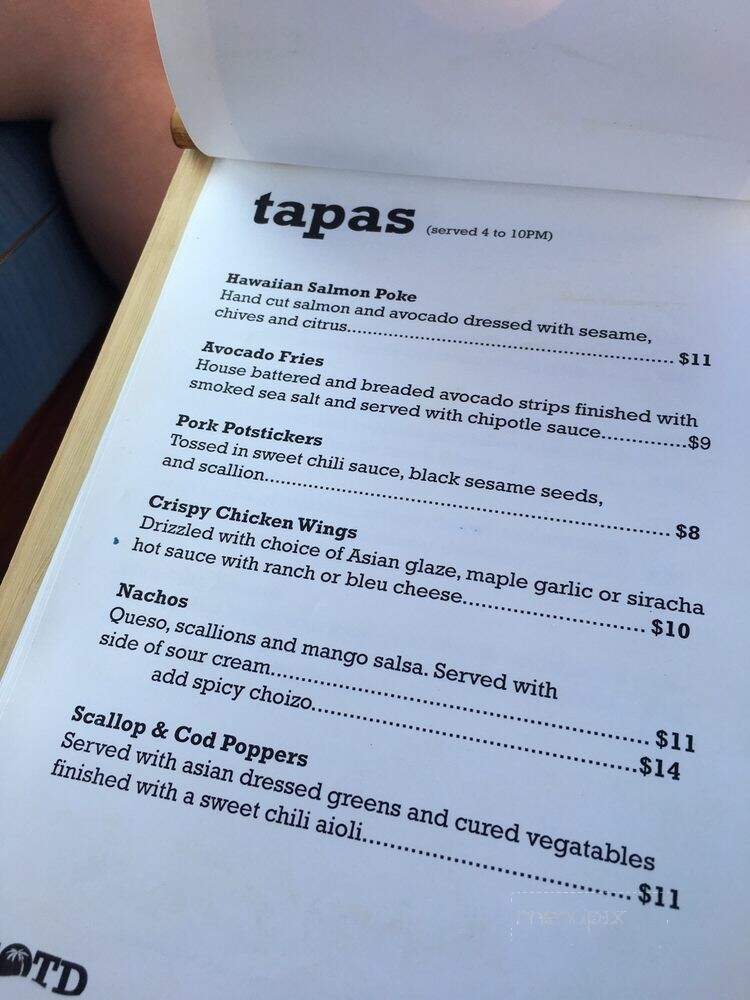 tapas (served 4 to 10PM)
Hawaiian Salmon Poke
Hand cut salmon and avocado dressed with sesame,
chives and citrus.................................................... $11
Avocado Fries
House battered and breaded avocado strips finished with
smoked sea salt and served with chipotle sauce..............$9
Pork Potstickers
Tossed in sweet chili sauce, black sesame seeds,
and scallion................................................................ $8
Crispy Chicken Wings
Drizzled with choice of Asian glaze, maple garlic or siracha
hot sauce with ranch or bleu cheese............................ $10
Nachos
Queso, scallions and mango salsa. Served with
side of sour cream........................................................ $11
add spicy choizo................................................$14
Scallop & Cod Poppers
Served with asian dressed greens and cured vegatables
finished with a sweet chili aioli...................................... $11
OTD
menupix